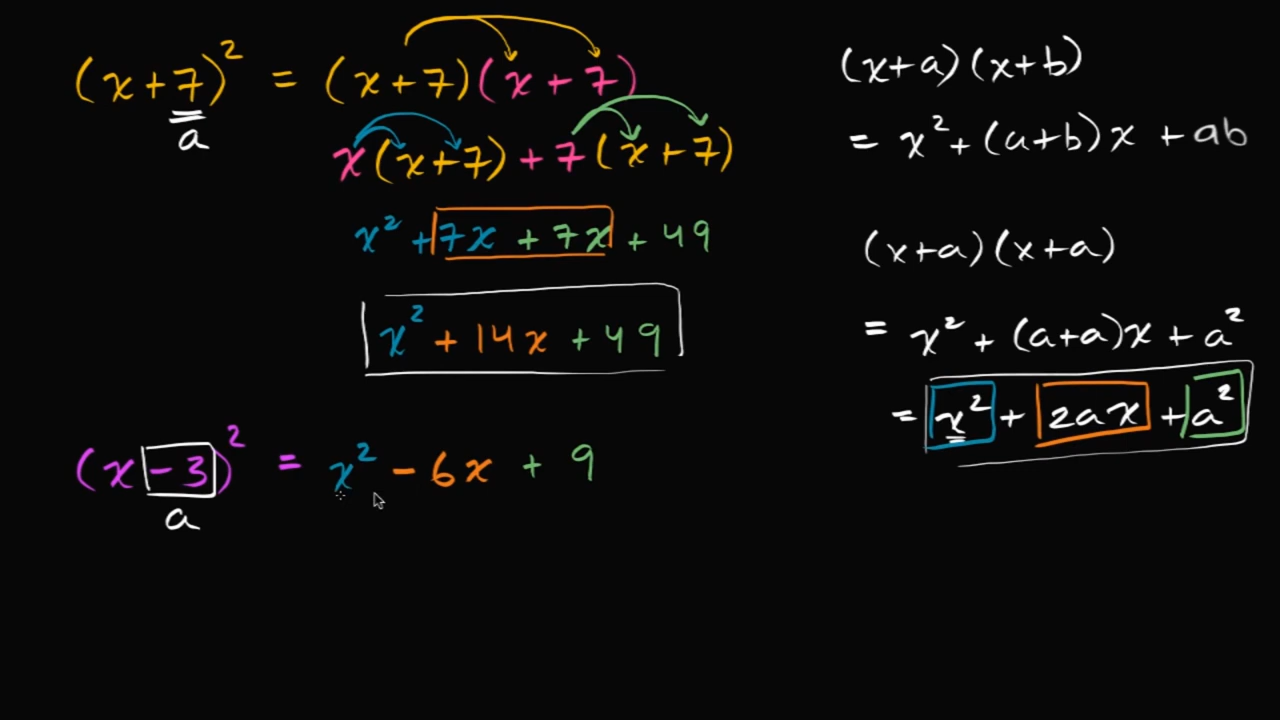 (x+7)² = (x+7)(x+7)
a
x(x+7)+7(x+7)
x² + 7x + 7x + 49
x² + 14x + 49
(x-3)² = x² - 6x + 9
a
(x+a)(x+b)
= x² + (a+b)x + ab
(x+a)(x+a)
= x² + (a+a)x + a²
= x² + 2ax + a²